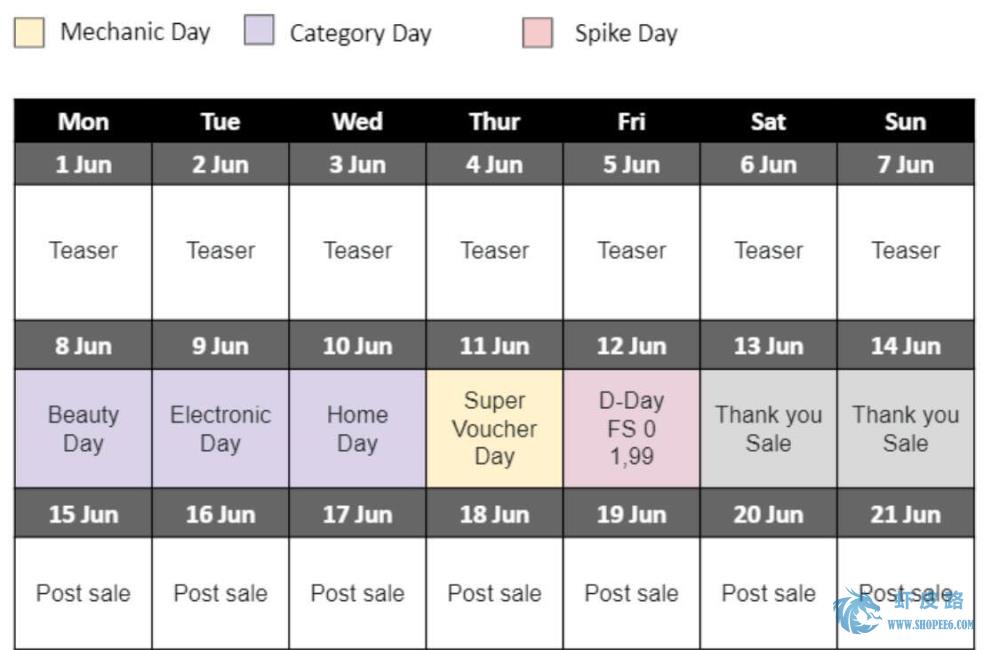 Mechanic Day Category Day Spike Day
Mon Tue Wed Thur Fri Sat Sun
1 Jun 2 Jun 3 Jun 4 Jun 5 Jun 6 Jun 7 Jun
Teaser Teaser Teaser Teaser Teaser Teaser Teaser
8 Jun 9 Jun 10 Jun 11 Jun 12 Jun 13 Jun 14 Jun
Beauty Day
Electronic Day
Home Day
Super Voucher Day
D-Day FS 0 1,99
Thank you Sale
Thank you Sale
15 Jun 16 Jun 17 Jun 18 Jun 19 Jun 20 Jun 21 Jun
Post sale Post sale Post sale Post sale Post sale Post sale Post sale
虾皮路
WWW.SHOPEE6.COM